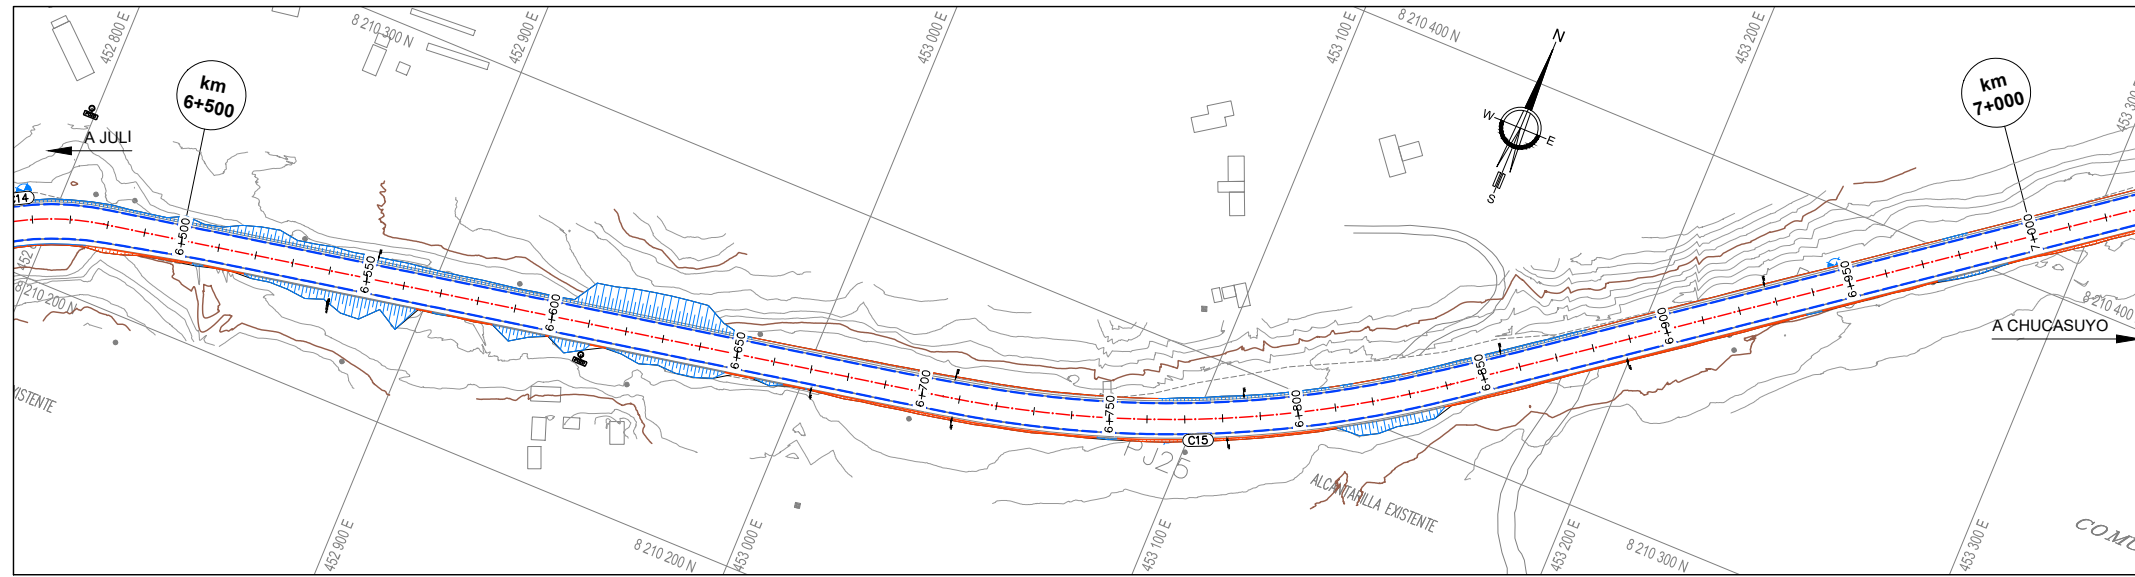 452 800 E
8 210 300 N
452 900 E
453 000 E
453 100 E
8 210 400 N
453 200 E
453 300 E
km
6+500
km
7+000
N
W
E
S
A JULI
6+500
6+550
6+600
6+650
6+700
6+750
6+800
6+850
6+900
6+950
7+000
C15
PJ25
8 210 200 N
8 210 400
A CHUCASUYO
ALCANTARILLA EXISTENTE
452 900 E
8 210 200 N
453 000 E
453 100 E
453 200 E
8 210 300 N
453 300 E